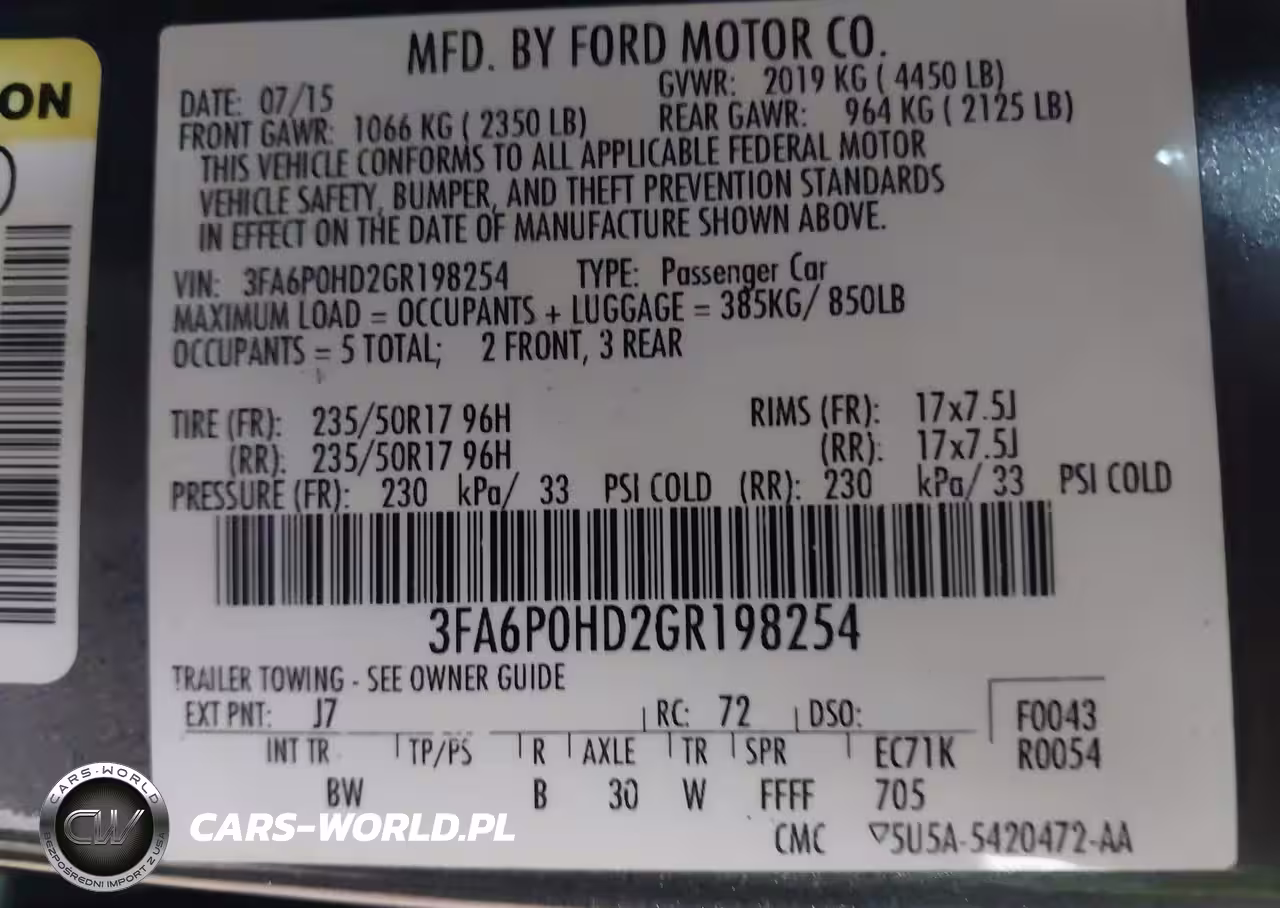 ON
MFD. BY FORD MOTOR CO.
DATE: 07/15 GVWR: 2019 KG ( 4450 LB)
FRONT GAWR: 1066 KG ( 2350 LB) REAR GAWR: 964 KG ( 2125 LB)
THIS VEHICLE CONFORMS TO ALL APPLICABLE FEDERAL MOTOR
VEHICLE SAFETY, BUMPER, AND THEFT PREVENTION STANDARDS
IN EFFECT ON THE DATE OF MANUFACTURE SHOWN ABOVE.
VIN: 3FA6P0HD2GR198254 TYPE: Passenger Car
MAXIMUM LOAD = OCCUPANTS + LUGGAGE = 385KG/ 850LB
OCCUPANTS = 5 TOTAL; 2 FRONT, 3 REAR
TIRE (FR): 235/50R17 96H RIMS (FR): 17x7.5J
(RR): 235/50R17 96H (RR): 17x7.5J
PRESSURE (FR): 230 kPa/ 33 PSI COLD (RR): 230 kPa/ 33 PSI COLD
3FA6P0HD2GR198254
TRAILER TOWING - SEE OWNER GUIDE
EXT PNT: J7 RC: 72 DSO: F0043
INT TR TP/PS R AXLE TR SPR EC71K R0054
BW B 30 W FFFF 705
CMC ▽5U5A-5420472-AA
CARS-WORLD
CW
BEZPOŚREDNI IMPORT Z USA
CARS-WORLD.PL